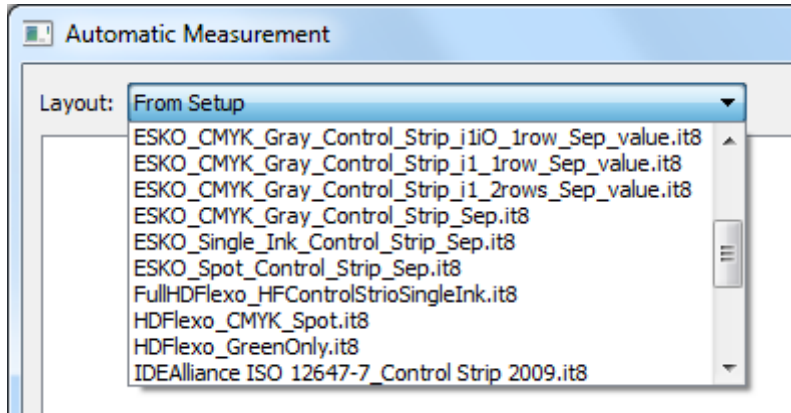 Automatic Measurement
Layout: From Setup
ESKO_CMYK_Gray_Control_Strip_i1iO_1row_Sep_value.it8
ESKO_CMYK_Gray_Control_Strip_i1_1row_Sep_value.it8
ESKO_CMYK_Gray_Control_Strip_i1_2rows_Sep_value.it8
ESKO_CMYK_Gray_Control_Strip_Sep.it8
ESKO_Single_Ink_Control_Strip_Sep.it8
ESKO_Spot_Control_Strip_Sep.it8
FullHDFlexo_HFControlStrioSingleInk.it8
HDFlexo_CMYK_Spot.it8
HDFlexo_GreenOnly.it8
IDEAlliance ISO 12647-7_Control Strip 2009.it8